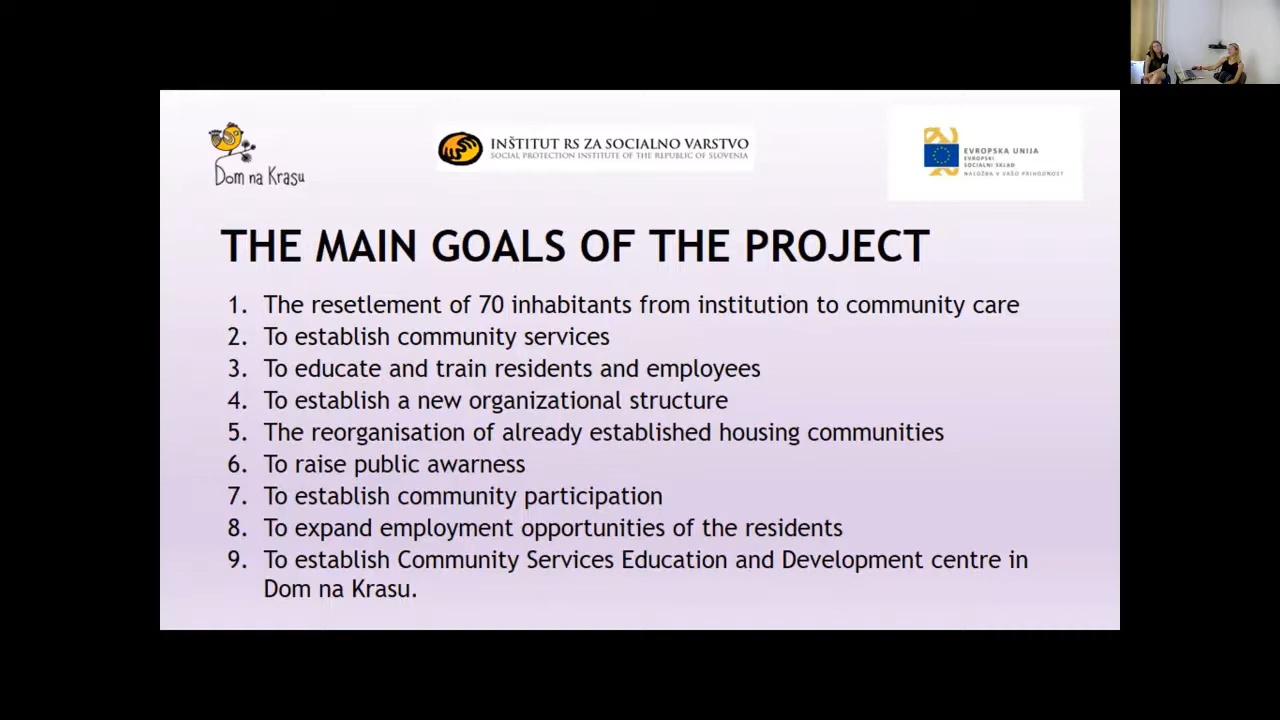 Dom na Krasu
INŠTITUT RS ZA SOCIALNO VARSTVO
SOCIAL PROTECTION INSTITUTE OF THE REPUBLIC OF SLOVENIA
EVROPSKA UNIJA
EVROPSKI
SOCIALNI SKLAD
NALOŽBA V VAŠO PRIHODNOST
THE MAIN GOALS OF THE PROJECT
1. The resetlement of 70 inhabitants from institution to community care
2. To establish community services
3. To educate and train residents and employees
4. To establish a new organizational structure
5. The reorganisation of already established housing communities
6. To raise public awarness
7. To establish community participation
8. To expand employment opportunities of the residents
9. To establish Community Services Education and Development centre in
Dom na Krasu.